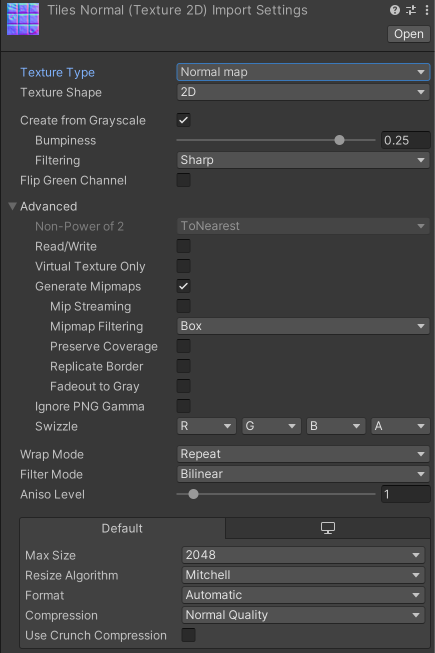 Tiles Normal (Texture 2D) Import Settings
Open
Texture Type Normal map
Texture Shape 2D
Create from Grayscale
Bumpiness 0.25
Filtering Sharp
Flip Green Channel
Advanced
Non-Power of 2 ToNearest
Read/Write
Virtual Texture Only
Generate Mipmaps
Mip Streaming
Mipmap Filtering Box
Preserve Coverage
Replicate Border
Fadeout to Gray
Ignore PNG Gamma
Swizzle R G B A
Wrap Mode Repeat
Filter Mode Bilinear
Aniso Level 1
Default
Max Size 2048
Resize Algorithm Mitchell
Format Automatic
Compression Normal Quality
Use Crunch Compression